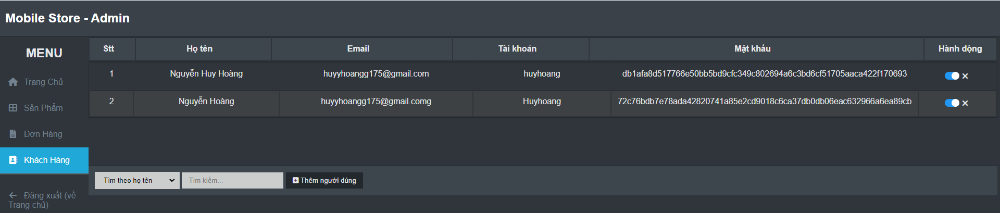 Mobile Store - Admin
MENU
Trang Chủ
Sản Phẩm
Đơn Hàng
Khách Hàng
Đăng xuất (về
Trang chủ)
Stt Họ tên Email Tài khoản Mật khẩu Hành động
1 Nguyễn Huy Hoàng huyyhoangg175@gmail.com huyhoang db1afa8d517766e50bb5bd9cfc349c802694a6c3bd6cf51705aaca422f170693
2 Nguyễn Hoàng huyyhoangg175@gmail.comg Huyhoang 72c76bdb7e78ada42820741a85e2cd9018c6ca37db0db06eac632966a6ea89cb
Tìm theo họ tên Tìm kiếm... Thêm người dùng